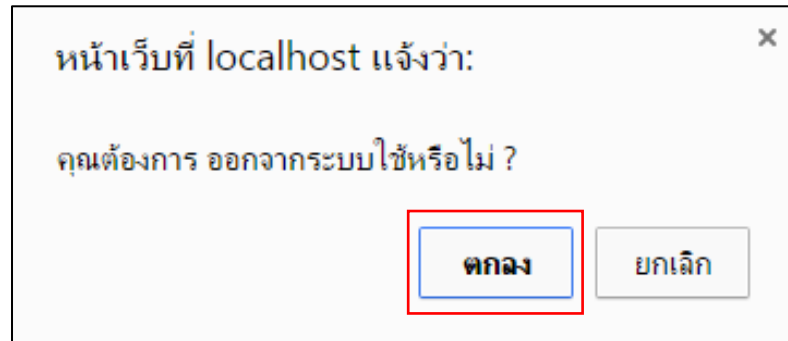 หน้าเว็บที่ localhost แจ้งว่า:
คุณต้องการ ออกจากระบบใช้หรือไม่ ?
ตกลง ยกเลิก